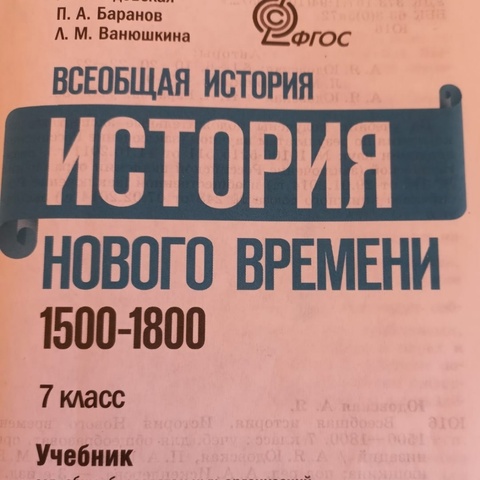 П. А. Баранов
Л. М. Ванюшкина
ФГОС
ВСЕОБЩАЯ ИСТОРИЯ
ИСТОРИЯ
НОВОГО ВРЕМЕНИ
1500-1800
7 класс
Учебник